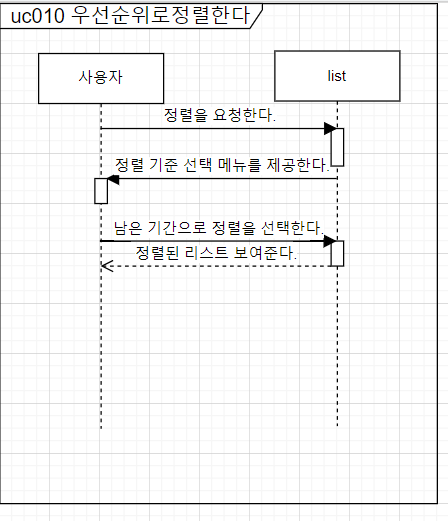 uc010 우선순위로정렬한다
사용자
list
정렬을 요청한다.
정렬 기준 선택 메뉴를 제공한다.
남은 기간으로 정렬을 선택한다.
정렬된 리스트 보여준다.